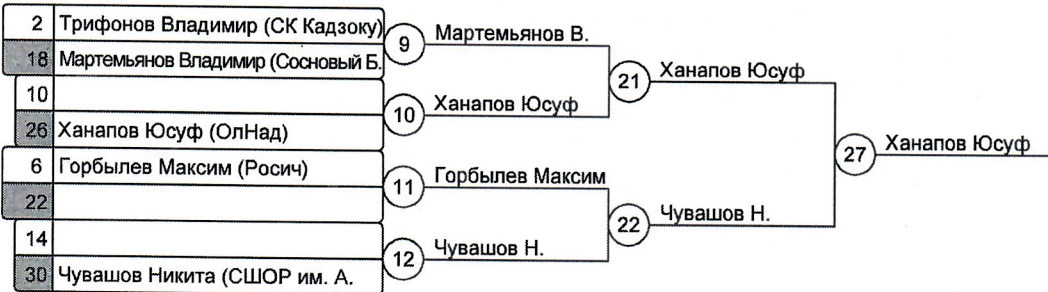 2 Трифонов Владимир (СК Кадзоку)
18 Мартемьянов Владимир (Сосновый Б.
9 Мартемьянов В.
10
26 Ханапов Юсуф (ОлНад)
10 Ханапов Юсуф
21 Ханапов Юсуф
6 Горбылев Максим (Росич)
22
11 Горбылев Максим
14
30 Чувашов Никита (СШОР им. А.
12 Чувашов Н.
22 Чувашов Н.
27 Ханапов Юсуф